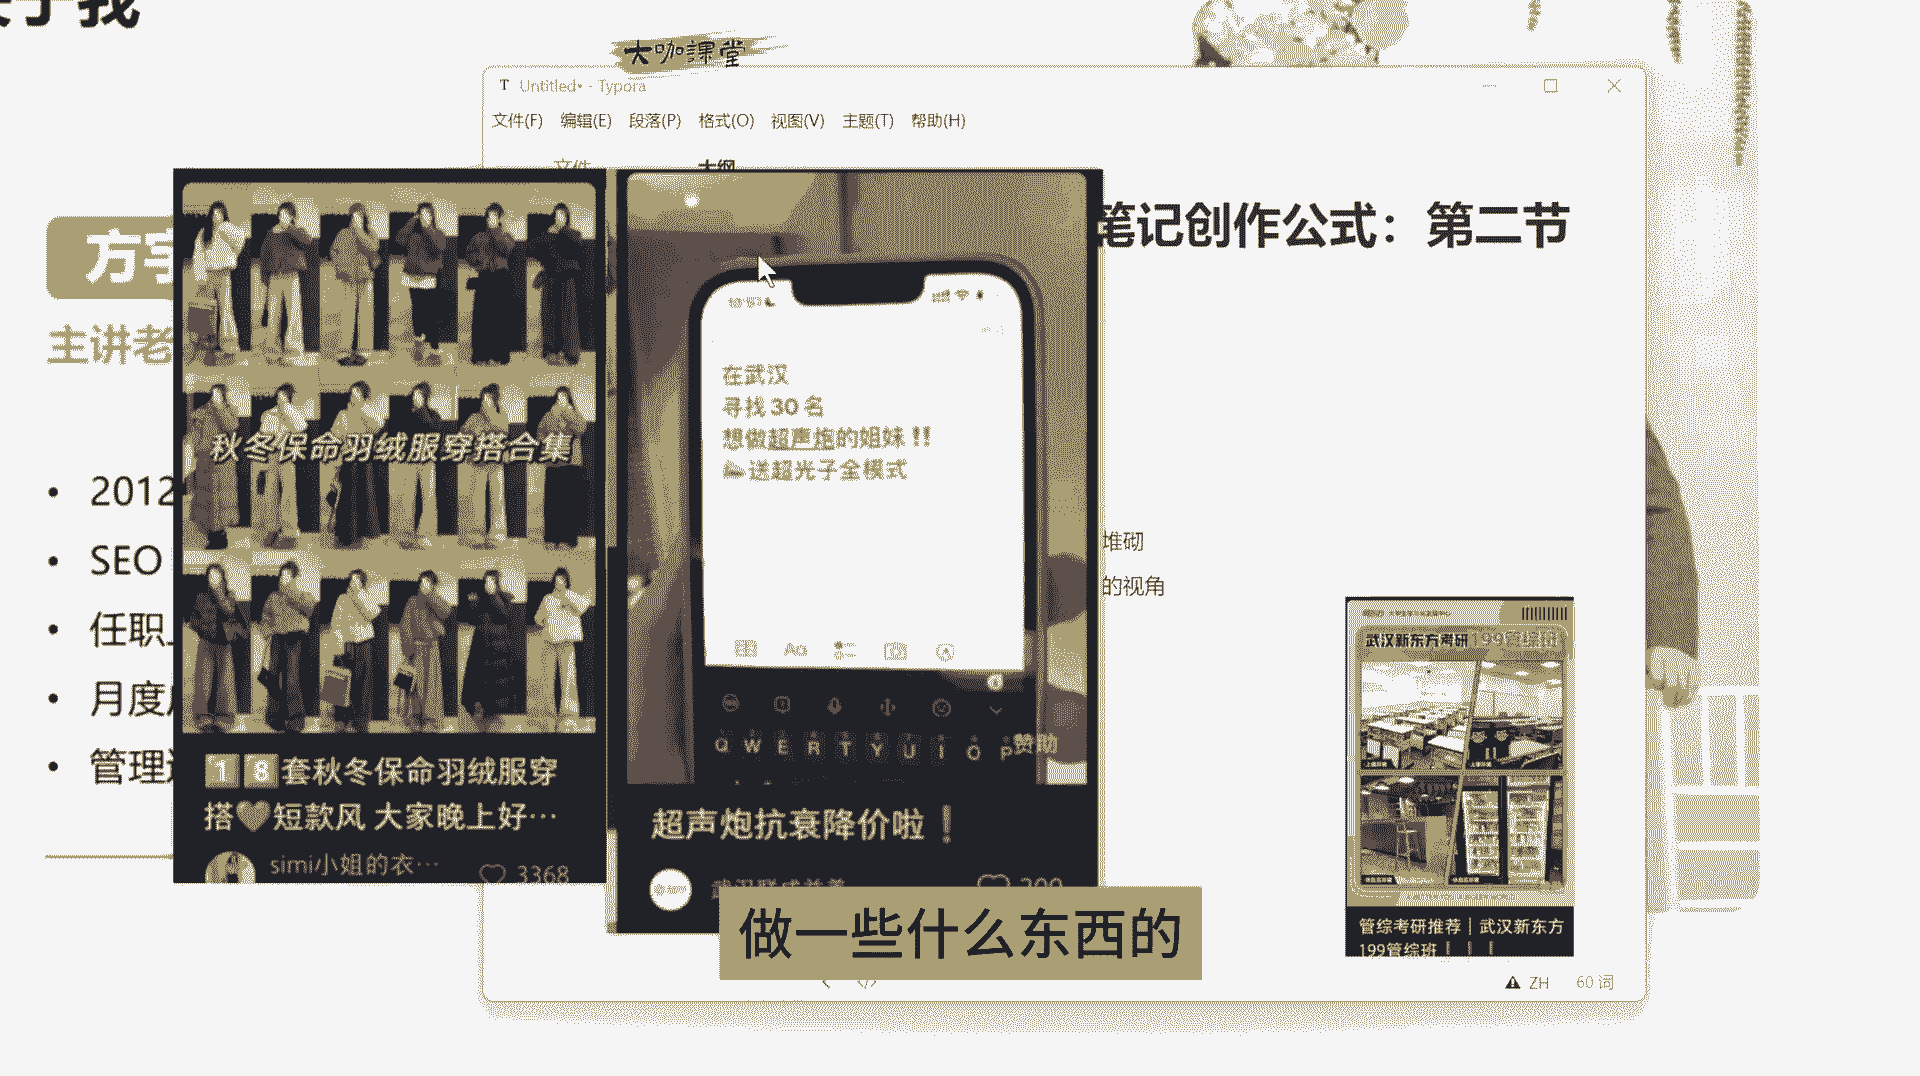 大咖課堂
Untitled• - Typora
文件(F) 编辑(E) 段落(P) 格式(O) 视图(V) 主题(T) 帮助(H)
文件 大纲
笔记创作公式：第二节
方宇
主讲老
2012
SEO
任职
月度
管理
堆砌
的视角
秋冬保命羽绒服穿搭合集
18套秋冬保命羽绒服穿
搭🤎短款风 大家晚上好…
simi小姐的衣…
3368
在武汉
寻找 30 名
想做超声炮的姐妹 !!
送超光子全模式
Aa
Q W E R T Y U I O P
赞助
超声炮抗衰降价啦！
武汉新东方考研 199管综班
管综考研推荐｜武汉新东方
199管综班！！！
做一些什么东西的
ZH 60 词